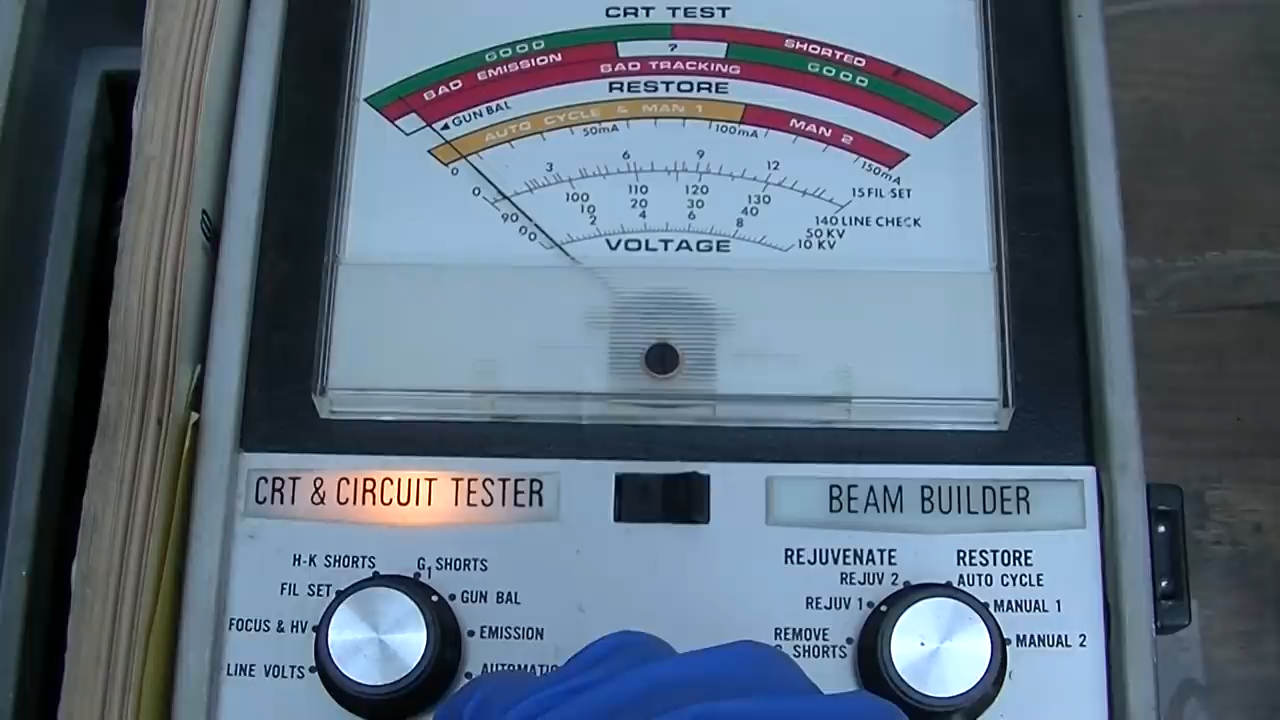 CRT TEST
GOOD ? SHORTED
BAD EMISSION GOOD
BAD TRACKING
RESTORE
GUN BAL
AUTO CYCLE & MAN 1 MAN 2
0 50mA 100mA 150mA
0 3 6 9 12 15 FIL SET
90 100 110 120 130 140 LINE CHECK
0 10 20 30 40 50 KV
0 2 4 6 8 10 KV
VOLTAGE
CRT & CIRCUIT TESTER
BEAM BUILDER
H-K SHORTS
G1 SHORTS
FIL SET
GUN BAL
FOCUS & HV
EMISSION
LINE VOLTS
REJUVENATE
RESTORE
REJUV 2
AUTO CYCLE
REJUV 1
MANUAL 1
REMOVE
SHORTS
MANUAL 2